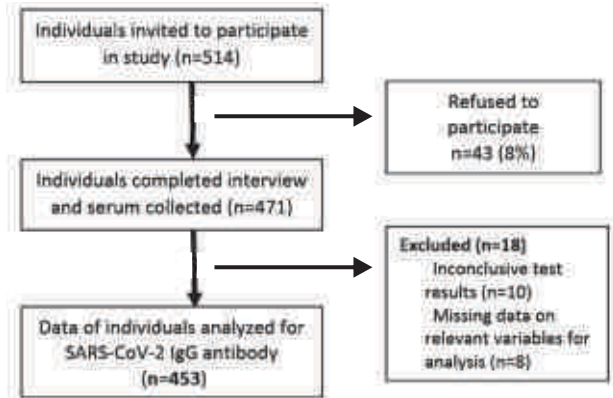 Individuals invited to participate
in study (n=514)
Refused to
participate
n=43 (8%)
Individuals completed interview
and serum collected (n=471)
Excluded (n=18)
Inconclusive test
results (n=10)
Missing data on
relevant variables for
analysis (n=8)
Data of individuals analyzed for
SARS-CoV-2 IgG antibody
(n=453)